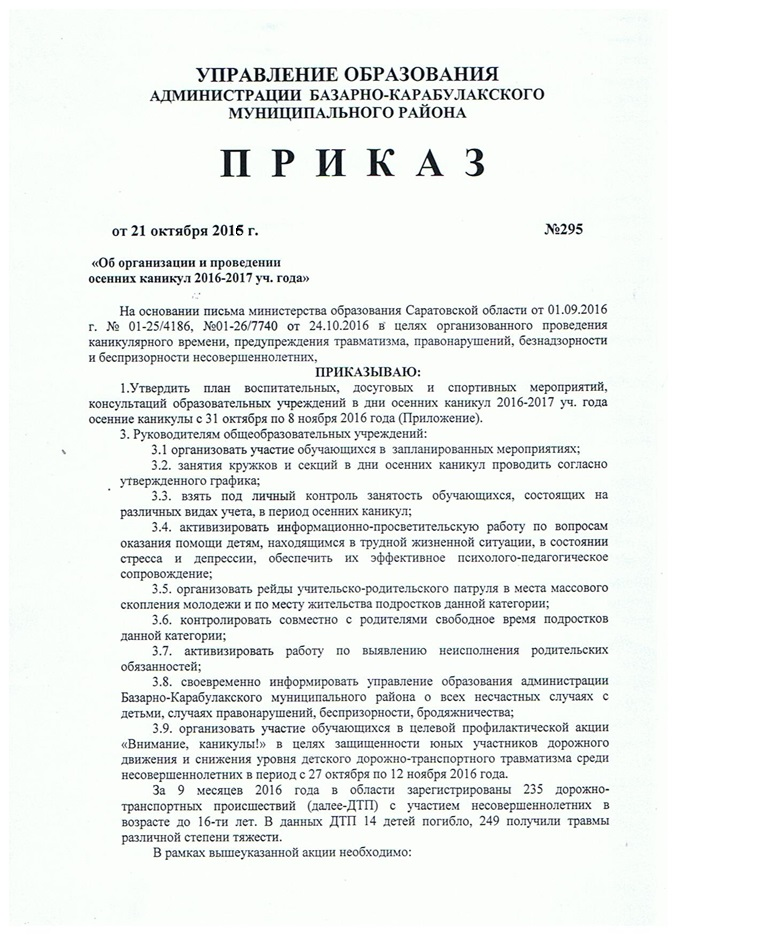 УПРАВЛЕНИЕ ОБРАЗОВАНИЯ
АДМИНИСТРАЦИИ БАЗАРНО-КАРАБУЛАКСКОГО
МУНИЦИПАЛЬНОГО РАЙОНА
П Р И К А З
от 21 октября 2016 г. №295
«Об организации и проведении
осенних каникул 2016-2017 уч. года»
На основании письма министерства образования Саратовской области от 01.09.2016
г. № 01-25/4186, №01-26/7740 от 24.10.2016 в целях организованного проведения
каникулярного времени, предупреждения травматизма, правонарушений, безнадзорности
и беспризорности несовершеннолетних,
ПРИКАЗЫВАЮ:
1.Утвердить план воспитательных, досуговых и спортивных мероприятий,
консультаций образовательных учреждений в дни осенних каникул 2016-2017 уч. года
осенние каникулы с 31 октября по 8 ноября 2016 года (Приложение).
3. Руководителям общеобразовательных учреждений:
3.1 организовать участие обучающихся в запланированных мероприятиях;
3.2. занятия кружков и секций в дни осенних каникул проводить согласно
утвержденного графика;
3.3. взять под личный контроль занятость обучающихся, состоящих на
различных видах учета, в период осенних каникул;
3.4. активизировать информационно-просветительскую работу по вопросам
оказания помощи детям, находящимся в трудной жизненной ситуации, в состоянии
стресса и депрессии, обеспечить их эффективное психолого-педагогическое
сопровождение;
3.5. организовать рейды учительско-родительского патруля в места массового
скопления молодежи и по месту жительства подростков данной категории;
3.6. контролировать совместно с родителями свободное время подростков
данной категории;
3.7. активизировать работу по выявлению неисполнения родительских
обязанностей;
3.8. своевременно информировать управление образования администрации
Базарно-Карабулакского муниципального района о всех несчастных случаях с
детьми, случаях правонарушений, беспризорности, бродяжничества;
3.9. организовать участие обучающихся в целевой профилактической акции
«Внимание, каникулы!» в целях защищенности юных участников дорожного
движения и снижения уровня детского дорожно-транспортного травматизма среди
несовершеннолетних в период с 27 октября по 12 ноября 2016 года.
За 9 месяцев 2016 года в области зарегистрированы 235 дорожно-
транспортных происшествий (далее-ДТП) с участием несовершеннолетних в
возрасте до 16-ти лет. В данных ДТП 14 детей погибло, 249 получили травмы
различной степени тяжести.
В рамках вышеуказанной акции необходимо: